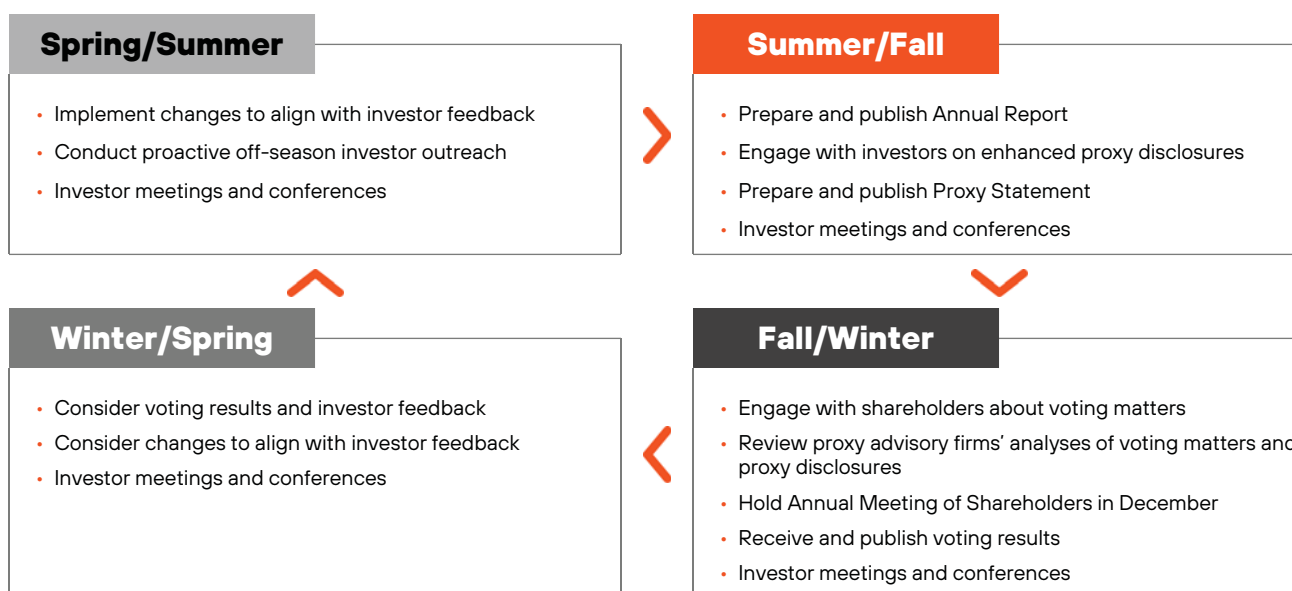 Spring/Summer
• Implement changes to align with investor feedback
• Conduct proactive off-season investor outreach
• Investor meetings and conferences
Summer/Fall
• Prepare and publish Annual Report
• Engage with investors on enhanced proxy disclosures
• Prepare and publish Proxy Statement
• Investor meetings and conferences
Fall/Winter
• Engage with shareholders about voting matters
• Review proxy advisory firms’ analyses of voting matters and
proxy disclosures
• Hold Annual Meeting of Shareholders in December
• Receive and publish voting results
• Investor meetings and conferences
Winter/Spring
• Consider voting results and investor feedback
• Consider changes to align with investor feedback
• Investor meetings and conferences